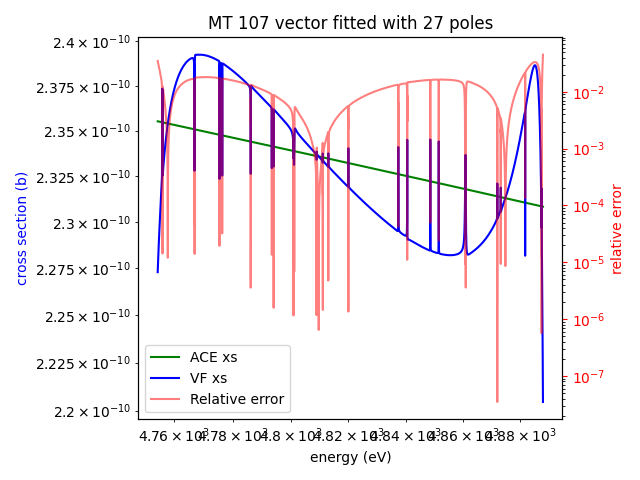 MT 107 vector fitted with 27 poles
2.4 × 10⁻¹⁰
2.375 × 10⁻¹⁰
2.35 × 10⁻¹⁰
2.325 × 10⁻¹⁰
2.3 × 10⁻¹⁰
2.275 × 10⁻¹⁰
2.25 × 10⁻¹⁰
2.225 × 10⁻¹⁰
2.2 × 10⁻¹⁰
cross section (b)
10⁻²
10⁻³
10⁻⁴
10⁻⁵
10⁻⁶
10⁻⁷
relative error
ACE xs
VF xs
Relative error
4.76 × 10³ 4.78 × 10³ 4.8 × 10³ 4.82 × 10³ 4.84 × 10³ 4.86 × 10³ 4.88 × 10³
energy (eV)